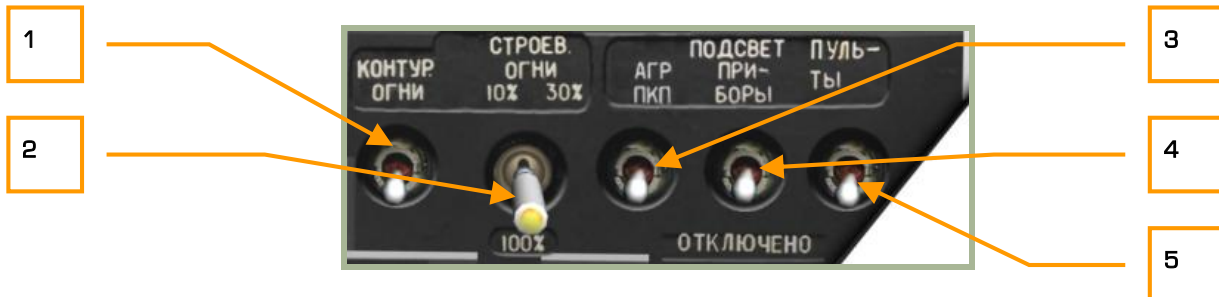 1
2
3
4
5
КОНТУР.
ОГНИ
СТРОЕВ.
ОГНИ
10% 30%
100%
ПОДСВЕТ
АГР
ПКП
ПРИ-
БОРЫ
ПУЛЬ-
ТЫ
ОТКЛЮЧЕНО